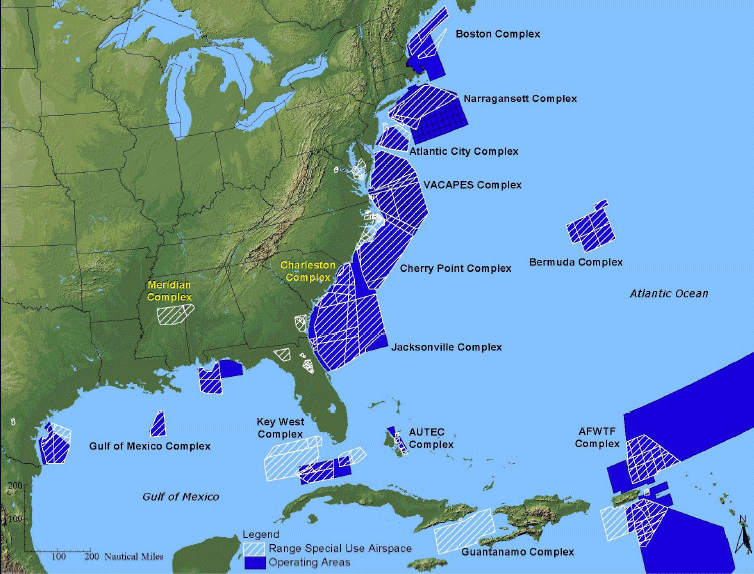 Boston Complex
Narragansett Complex
Atlantic City Complex
VACAPES Complex
Bermuda Complex
Charleston
Complex
Cherry Point Complex
Meridian
Complex
Atlantic Ocean
Jacksonville Complex
Key West
Complex
AUTEC
Complex
AFWTF
Complex
Gulf of Mexico Complex
Gulf of Mexico
200
100
100 200 Nautical Miles
Legend
Range Special Use Airspace
Operating Areas
Guantanamo Complex
N